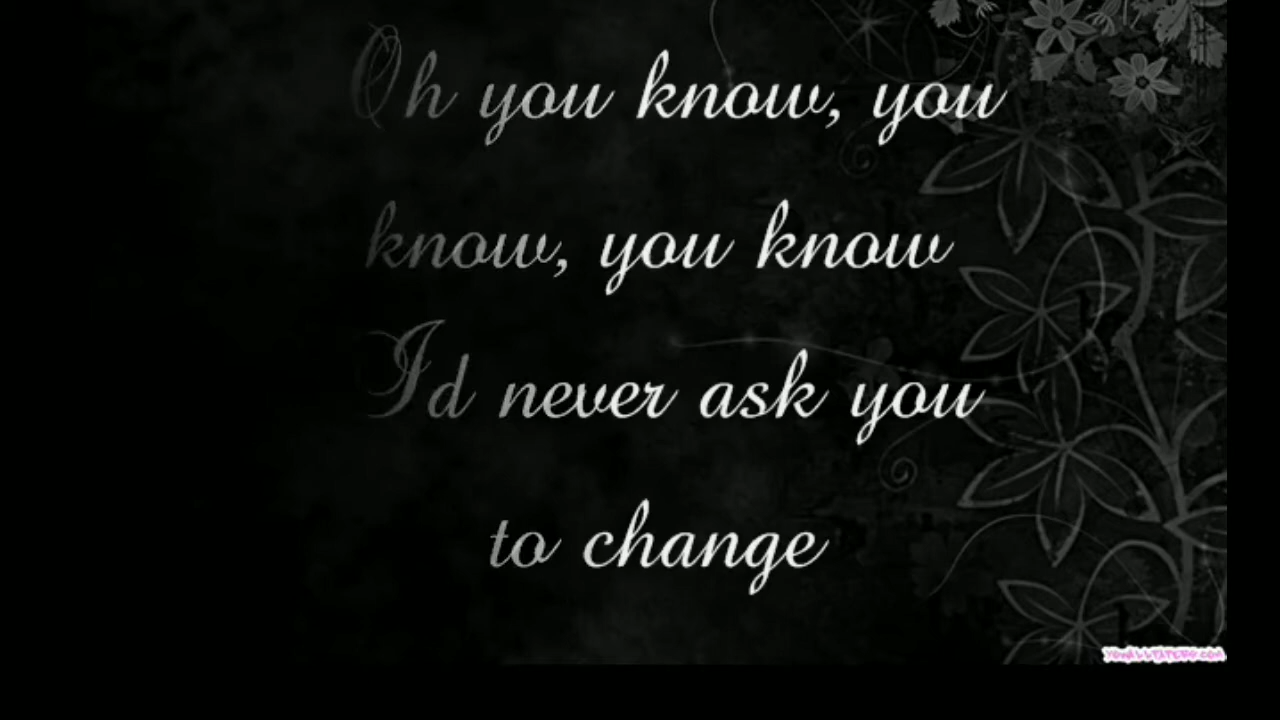 Oh you know, you
know, you know
Id never ask you
to change